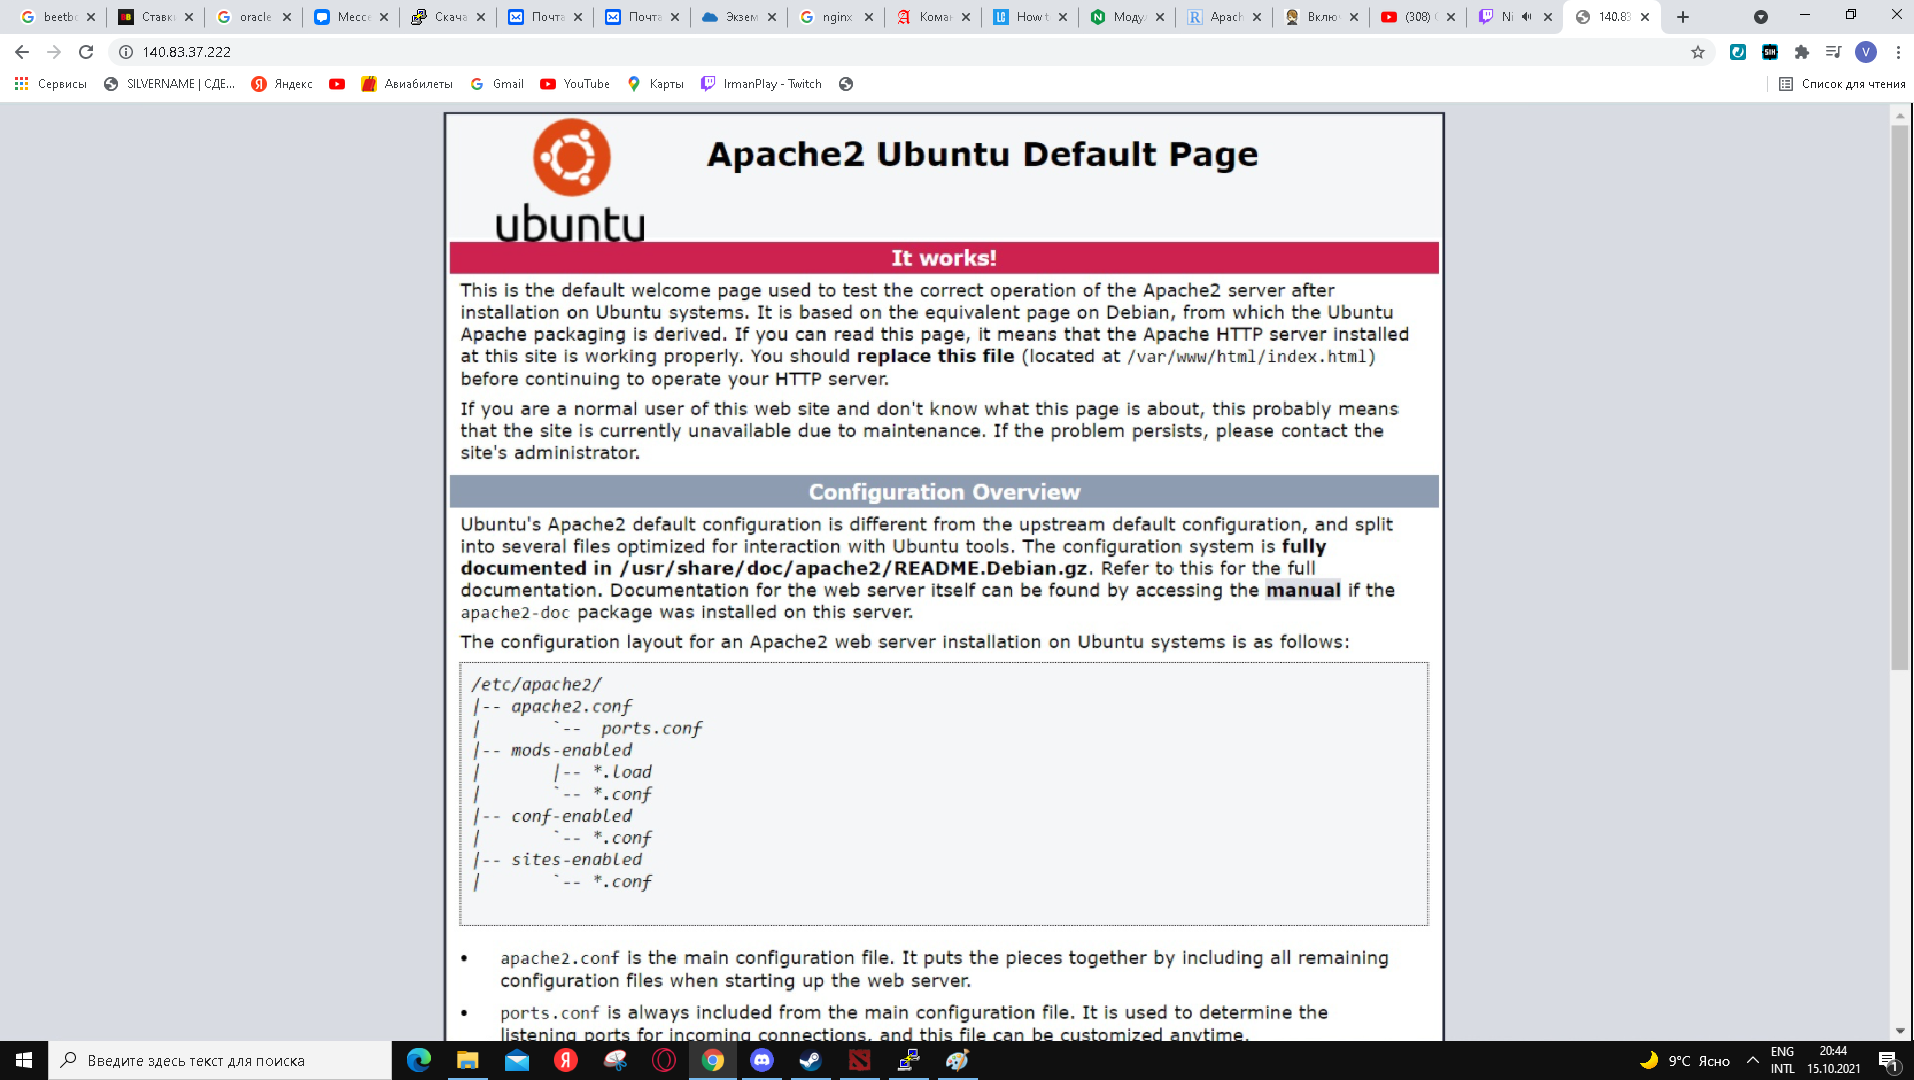 beetb
Ставк
oracle
Мессе
Скача
Почта
Почта
Экзем
nginx
Кома
How t
Моду
Apach
Вклю
(308)
Ni
140.83
140.83.37.222
Сервисы
SILVERNAME | СДЕ...
Яндекс
Авиабилеты
Gmail
YouTube
Карты
IrmanPlay - Twitch
Список для чтения
ubuntu
Apache2 Ubuntu Default Page
It works!
This is the default welcome page used to test the correct operation of the Apache2 server after
installation on Ubuntu systems. It is based on the equivalent page on Debian, from which the Ubuntu
Apache packaging is derived. If you can read this page, it means that the Apache HTTP server installed
at this site is working properly. You should replace this file (located at /var/www/html/index.html)
before continuing to operate your HTTP server.
If you are a normal user of this web site and don't know what this page is about, this probably means
that the site is currently unavailable due to maintenance. If the problem persists, please contact the
site's administrator.
Configuration Overview
Ubuntu's Apache2 default configuration is different from the upstream default configuration, and split
into several files optimized for interaction with Ubuntu tools. The configuration system is fully
documented in /usr/share/doc/apache2/README.Debian.gz. Refer to this for the full
documentation. Documentation for the web server itself can be found by accessing the manual if the
apache2-doc package was installed on this server.
The configuration layout for an Apache2 web server installation on Ubuntu systems is as follows:
/etc/apache2/
|-- apache2.conf
|       `--  ports.conf
|-- mods-enabled
|       |-- *.load
|       `-- *.conf
|-- conf-enabled
|       `-- *.conf
|-- sites-enabled
|       `-- *.conf
• apache2.conf is the main configuration file. It puts the pieces together by including all remaining
configuration files when starting up the web server.
• ports.conf is always included from the main configuration file. It is used to determine the
listening ports for incoming connections, and this file can be customized anytime.
Введите здесь текст для поиска
9°C Ясно
ENG
INTL
20:44
15.10.2021
1